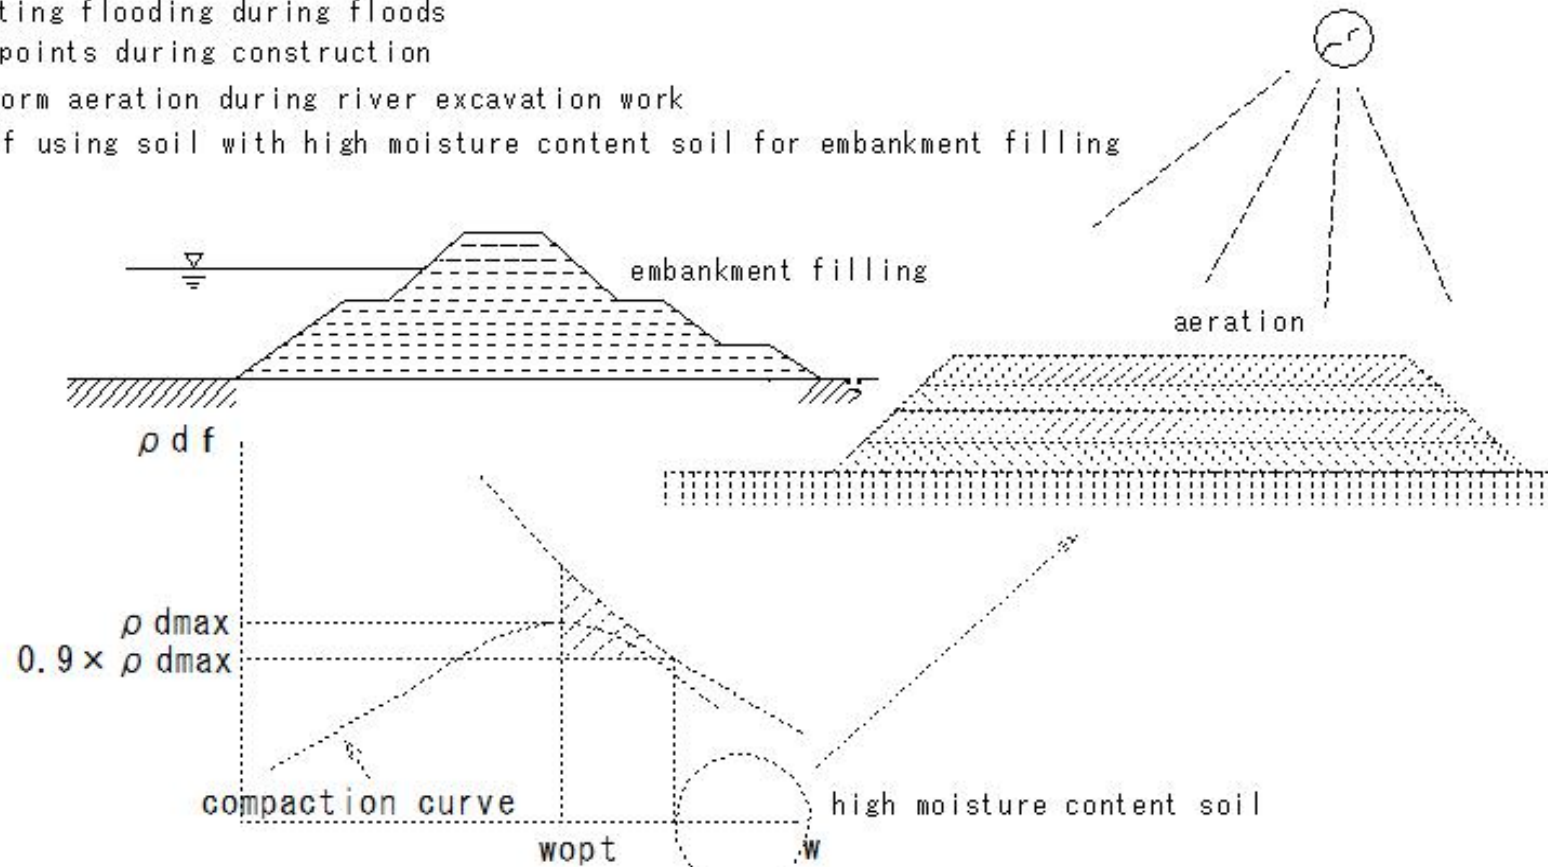 ting flooding during floods
points during construction
orm aeration during river excavation work
f using soil with high moisture content soil for embankment filling
embankment filling
aeration
ρdf
ρdmax
0.9×ρdmax
compaction curve
high moisture content soil
wopt
w